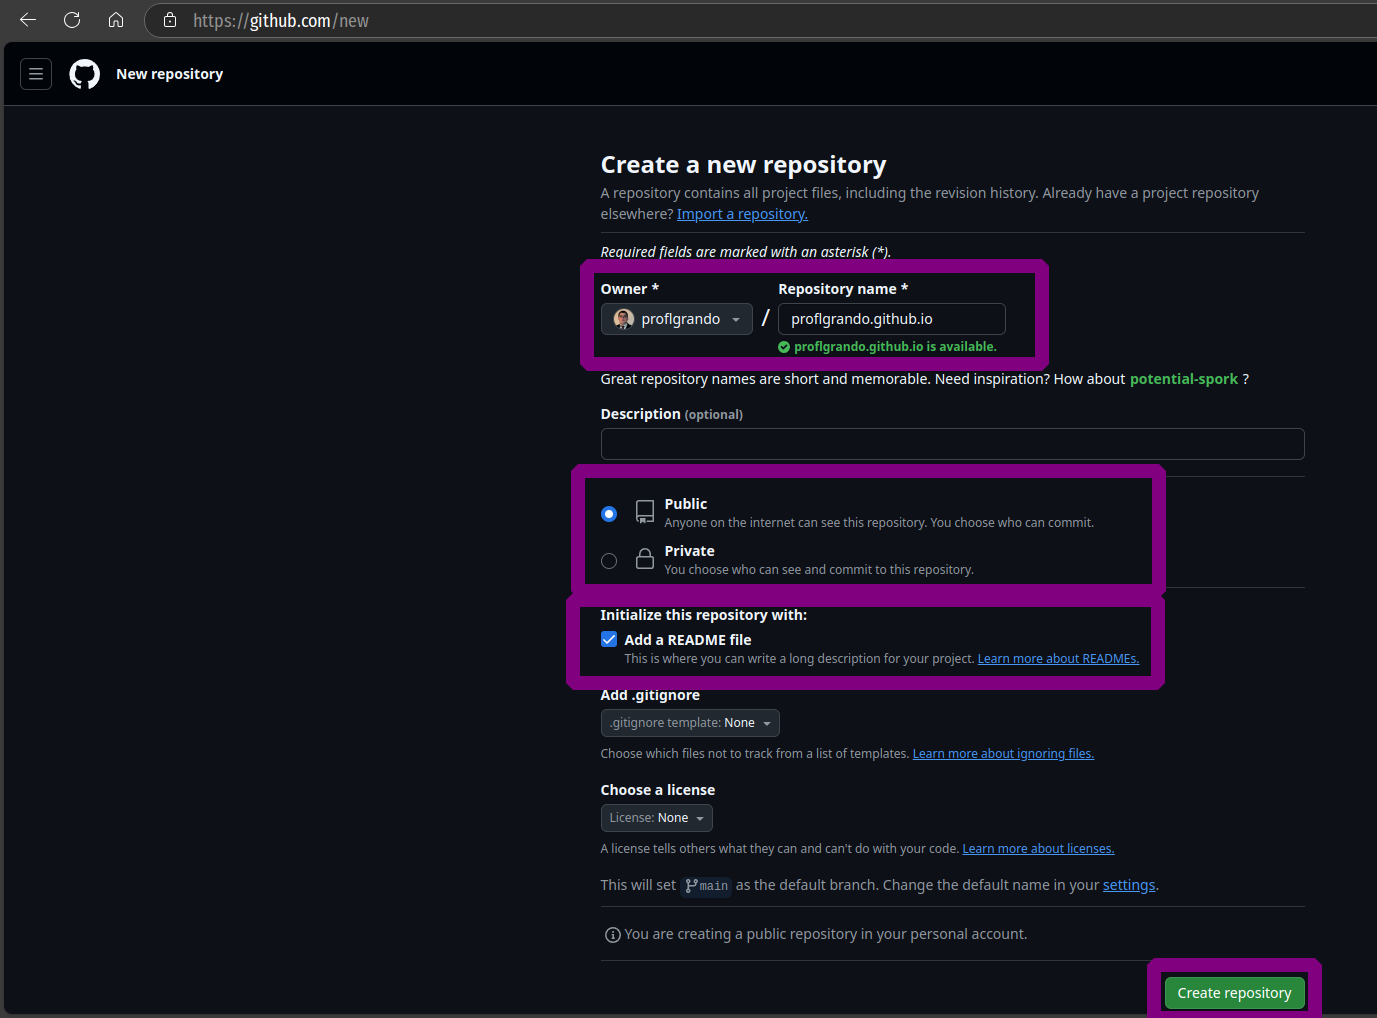 https://github.com/new
New repository
Create a new repository
A repository contains all project files, including the revision history. Already have a project repository
elsewhere? Import a repository.
Required fields are marked with an asterisk (*).
Owner * Repository name *
proflgrando / proflgrando.github.io
proflgrando.github.io is available.
Great repository names are short and memorable. Need inspiration? How about potential-spork ?
Description (optional)
Public
Anyone on the internet can see this repository. You choose who can commit.
Private
You choose who can see and commit to this repository.
Initialize this repository with:
Add a README file
This is where you can write a long description for your project. Learn more about READMEs.
Add .gitignore
.gitignore template: None
Choose which files not to track from a list of templates. Learn more about ignoring files.
Choose a license
License: None
A license tells others what they can and can't do with your code. Learn more about licenses.
This will set main as the default branch. Change the default name in your settings.
You are creating a public repository in your personal account.
Create repository